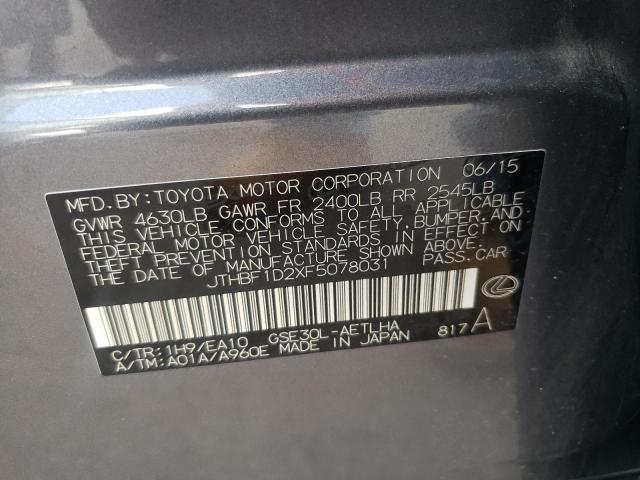 MFD.BY:TOYOTA MOTOR CORPORATION 06/15
GVWR 4630LB GAWR FR 2400LB RR 2545LB
THIS VEHICLE CONFORMS TO ALL APPLICABLE
FEDERAL MOTOR VEHICLE SAFETY,BUMPER,AND
THEFT PREVENTION STANDARDS IN EFFECT ON
THE DATE OF MANUFACTURE SHOWN ABOVE.
JTHBF1D2XF5078031 PASS.CAR
C/TR:1H9/EA10 GSE30L-AETLHA
A/TM:A01A/A960E MADE IN JAPAN 817A